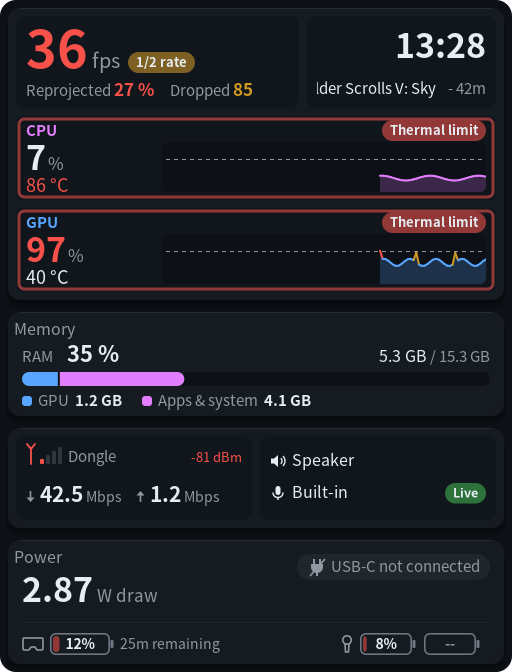 36 fps 1/2 rate
Reprojected 27 % Dropped 85
13:28
lder Scrolls V: Sky - 42m
CPU
Thermal limit
7 %
86 °C
GPU
Thermal limit
97 %
40 °C
Memory
RAM 35 % 5.3 GB / 15.3 GB
GPU 1.2 GB Apps & system 4.1 GB
Dongle -81 dBm
42.5 Mbps 1.2 Mbps
Speaker
Built-in Live
Power
USB-C not connected
2.87 W draw
12% 25m remaining 8% --